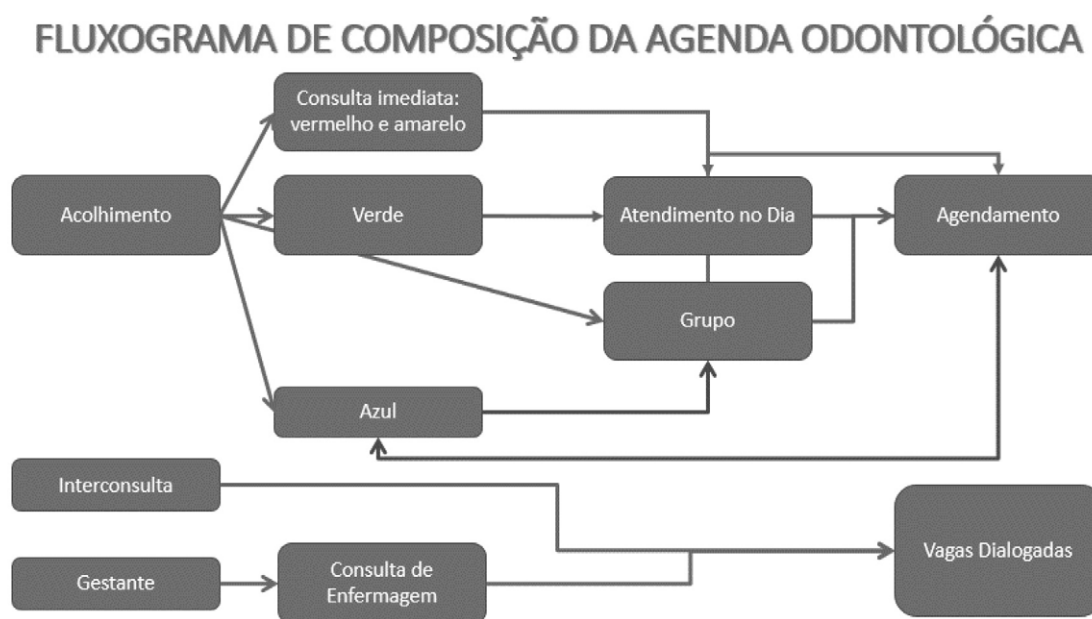 FLUXOGRAMA DE COMPOSIÇÃO DA AGENDA ODONTOLÓGICA
Consulta imediata:
vermelho e amarelo
Acolhimento
Verde
Atendimento no Dia
Agendamento
Grupo
Azul
Interconsulta
Vagas Dialogadas
Gestante
Consulta de
Enfermagem